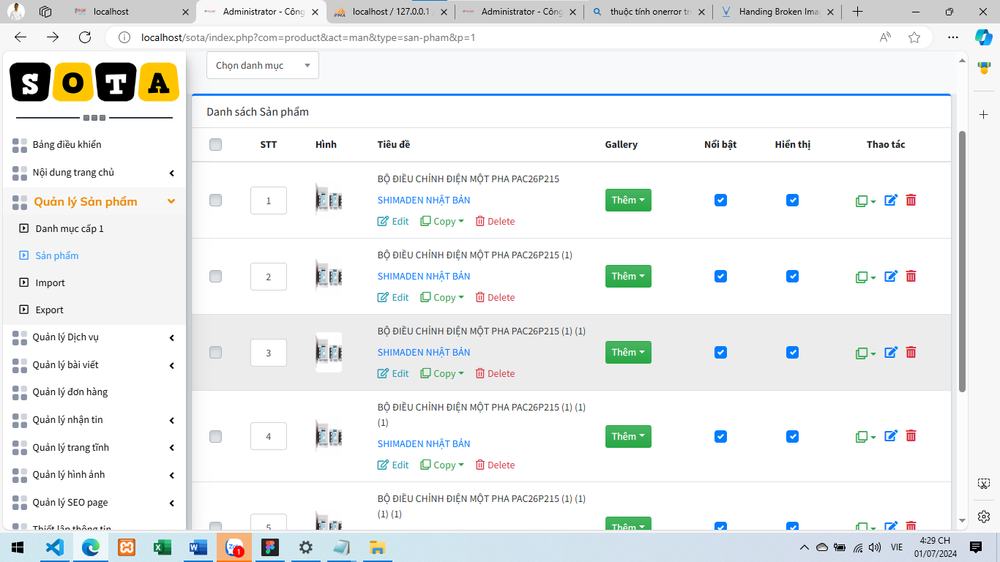 localhost
Administrator - Công
localhost / 127.0.0.1 /
Administrator - Công
thuộc tính onerror tro
Handing Broken Imag
localhost/sota/index.php?com=product&act=man&type=san-pham&p=1
SOTA
Bảng điều khiển
Nội dung trang chủ
Quản lý Sản phẩm
Danh mục cấp 1
Sản phẩm
Import
Export
Quản lý Dịch vụ
Quản lý bài viết
Quản lý đơn hàng
Quản lý nhận tin
Quản lý trang tĩnh
Quản lý hình ảnh
Quản lý SEO page
Thiết lập thông tin
Chọn danh mục
Danh sách Sản phẩm
STT Hình Tiêu đề Gallery Nổi bật Hiển thị Thao tác
BỘ ĐIỀU CHỈNH ĐIỆN MỘT PHA PAC26P215
1 SHIMADEN NHẬT BẢN Thêm
Edit Copy Delete
BỘ ĐIỀU CHỈNH ĐIỆN MỘT PHA PAC26P215 (1)
2 SHIMADEN NHẬT BẢN Thêm
Edit Copy Delete
BỘ ĐIỀU CHỈNH ĐIỆN MỘT PHA PAC26P215 (1) (1)
3 SHIMADEN NHẬT BẢN Thêm
Edit Copy Delete
BỘ ĐIỀU CHỈNH ĐIỆN MỘT PHA PAC26P215 (1) (1)
(1)
4 SHIMADEN NHẬT BẢN Thêm
Edit Copy Delete
BỘ ĐIỀU CHỈNH ĐIỆN MỘT PHA PAC26P215 (1) (1)
(1) (1)
5 Thêm
Zalo 1
VIE
4:29 CH
01/07/2024